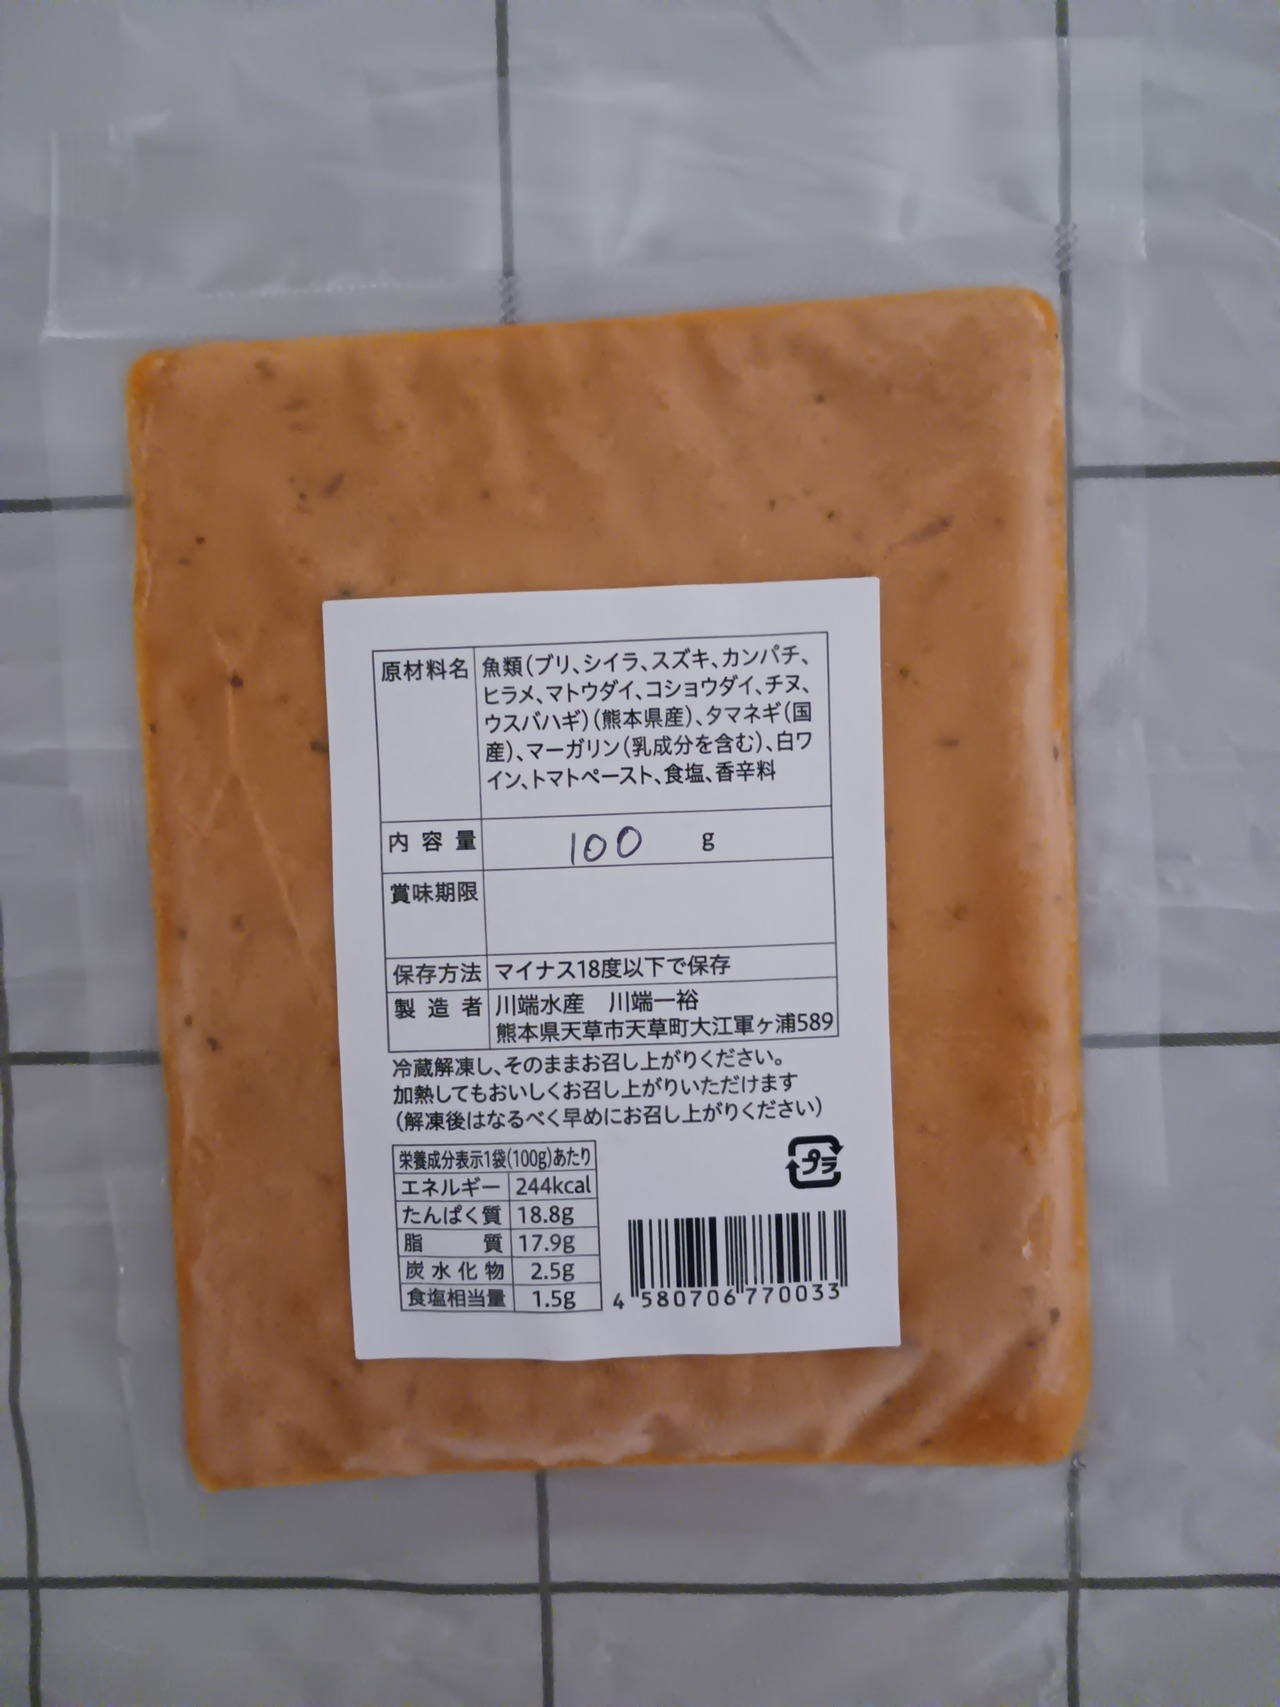 原材料名 魚類(ブリ、シイラ、スズキ、カンパチ、
ヒラメ、マトウダイ、コショウダイ、チヌ、
ウスバハギ)(熊本県産)、タマネギ(国
産)、マーガリン(乳成分を含む)、白ワ
イン、トマトペースト、食塩、香辛料
内容量 100 g
賞味期限
保存方法 マイナス18度以下で保存
製造者 川端水産 川端一裕
熊本県天草市天草町大江軍ヶ浦589
冷蔵解凍し、そのままお召し上がりください。
加熱してもおいしくお召し上がりいただけます
(解凍後はなるべく早めにお召し上がりください)
栄養成分表示1袋(100g)あたり
エネルギー 244kcal
たんぱく質 18.8g
脂質 17.9g
炭水化物 2.5g
食塩相当量 1.5g
プラ
4 580706 770033